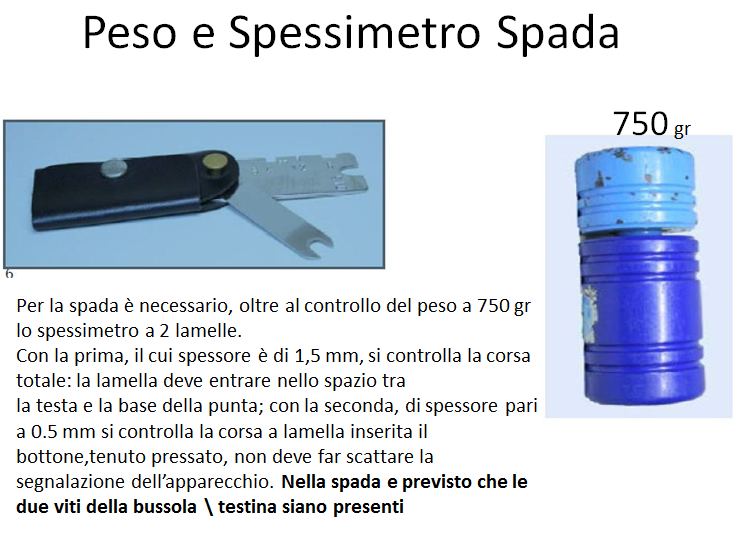 Peso e Spessimetro Spada
750 gr
6
Per la spada è necessario, oltre al controllo del peso a 750 gr
lo spessimetro a 2 lamelle.
Con la prima, il cui spessore è di 1,5 mm, si controlla la corsa
totale: la lamella deve entrare nello spazio tra
la testa e la base della punta; con la seconda, di spessore pari
a 0.5 mm si controlla la corsa a lamella inserita il
bottone,tenuto pressato, non deve far scattare la
segnalazione dell'apparecchio. Nella spada e previsto che le
due viti della bussola \ testina siano presenti